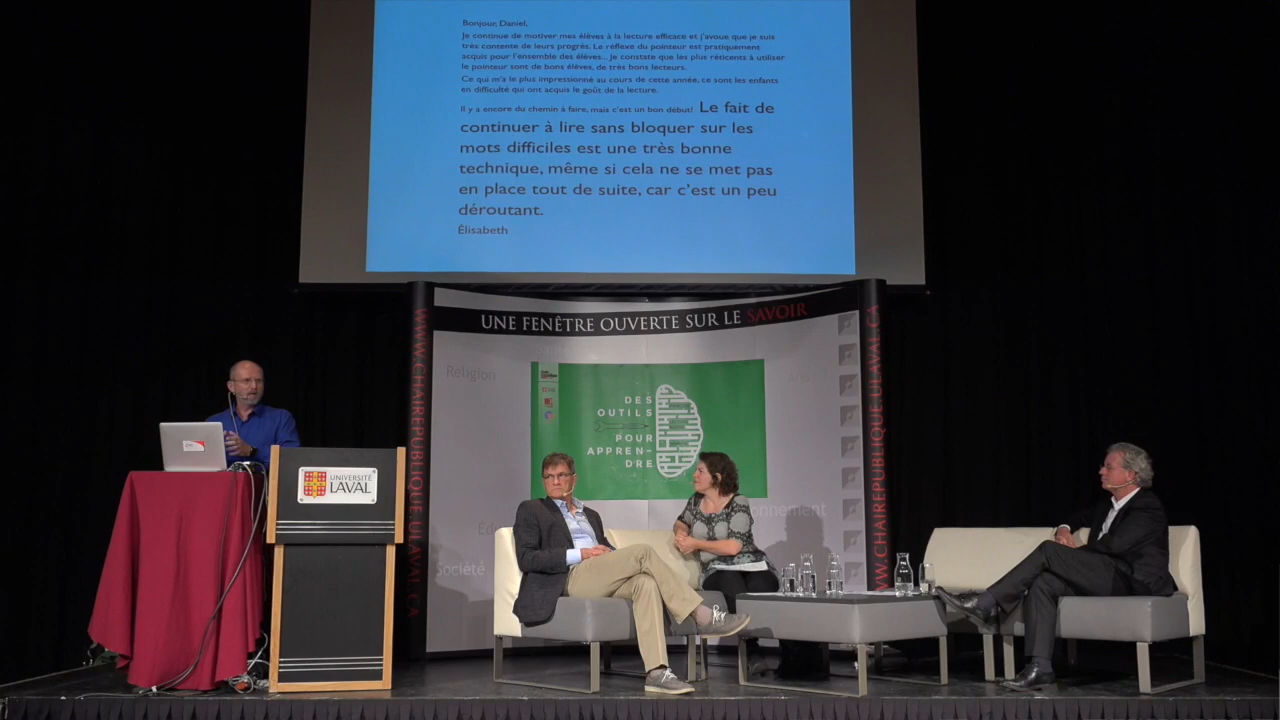 Bonjour, Daniel,
Je continue de motiver mes élèves à la lecture efficace et j'avoue que je suis
très contente de leurs progrès. Le réflexe du pointeur est pratiquement
acquis pour l'ensemble des élèves... Je constate que les plus réticents à utiliser
le pointeur sont de bons élèves, de très bons lecteurs.
Ce qui m'a le plus impressionné au cours de cette année, ce sont les enfants
en difficulté qui ont acquis le goût de la lecture.
Il y a encore du chemin à faire, mais c'est un bon début! Le fait de
continuer à lire sans bloquer sur les
mots difficiles est une très bonne
technique, même si cela ne se met pas
en place tout de suite, car c'est un peu
déroutant.
Élisabeth
UNE FENÊTRE OUVERTE SUR LE SAVOIR
WWW.CHAIREPUBLIQUE.ULAVAL.CA
Religion
DES
OUTILS
POUR
APPREN-
DRE
Société
WWW.CHAIREPUBLIQUE.ULAVAL.CA
UNIVERSITÉ
LAVAL